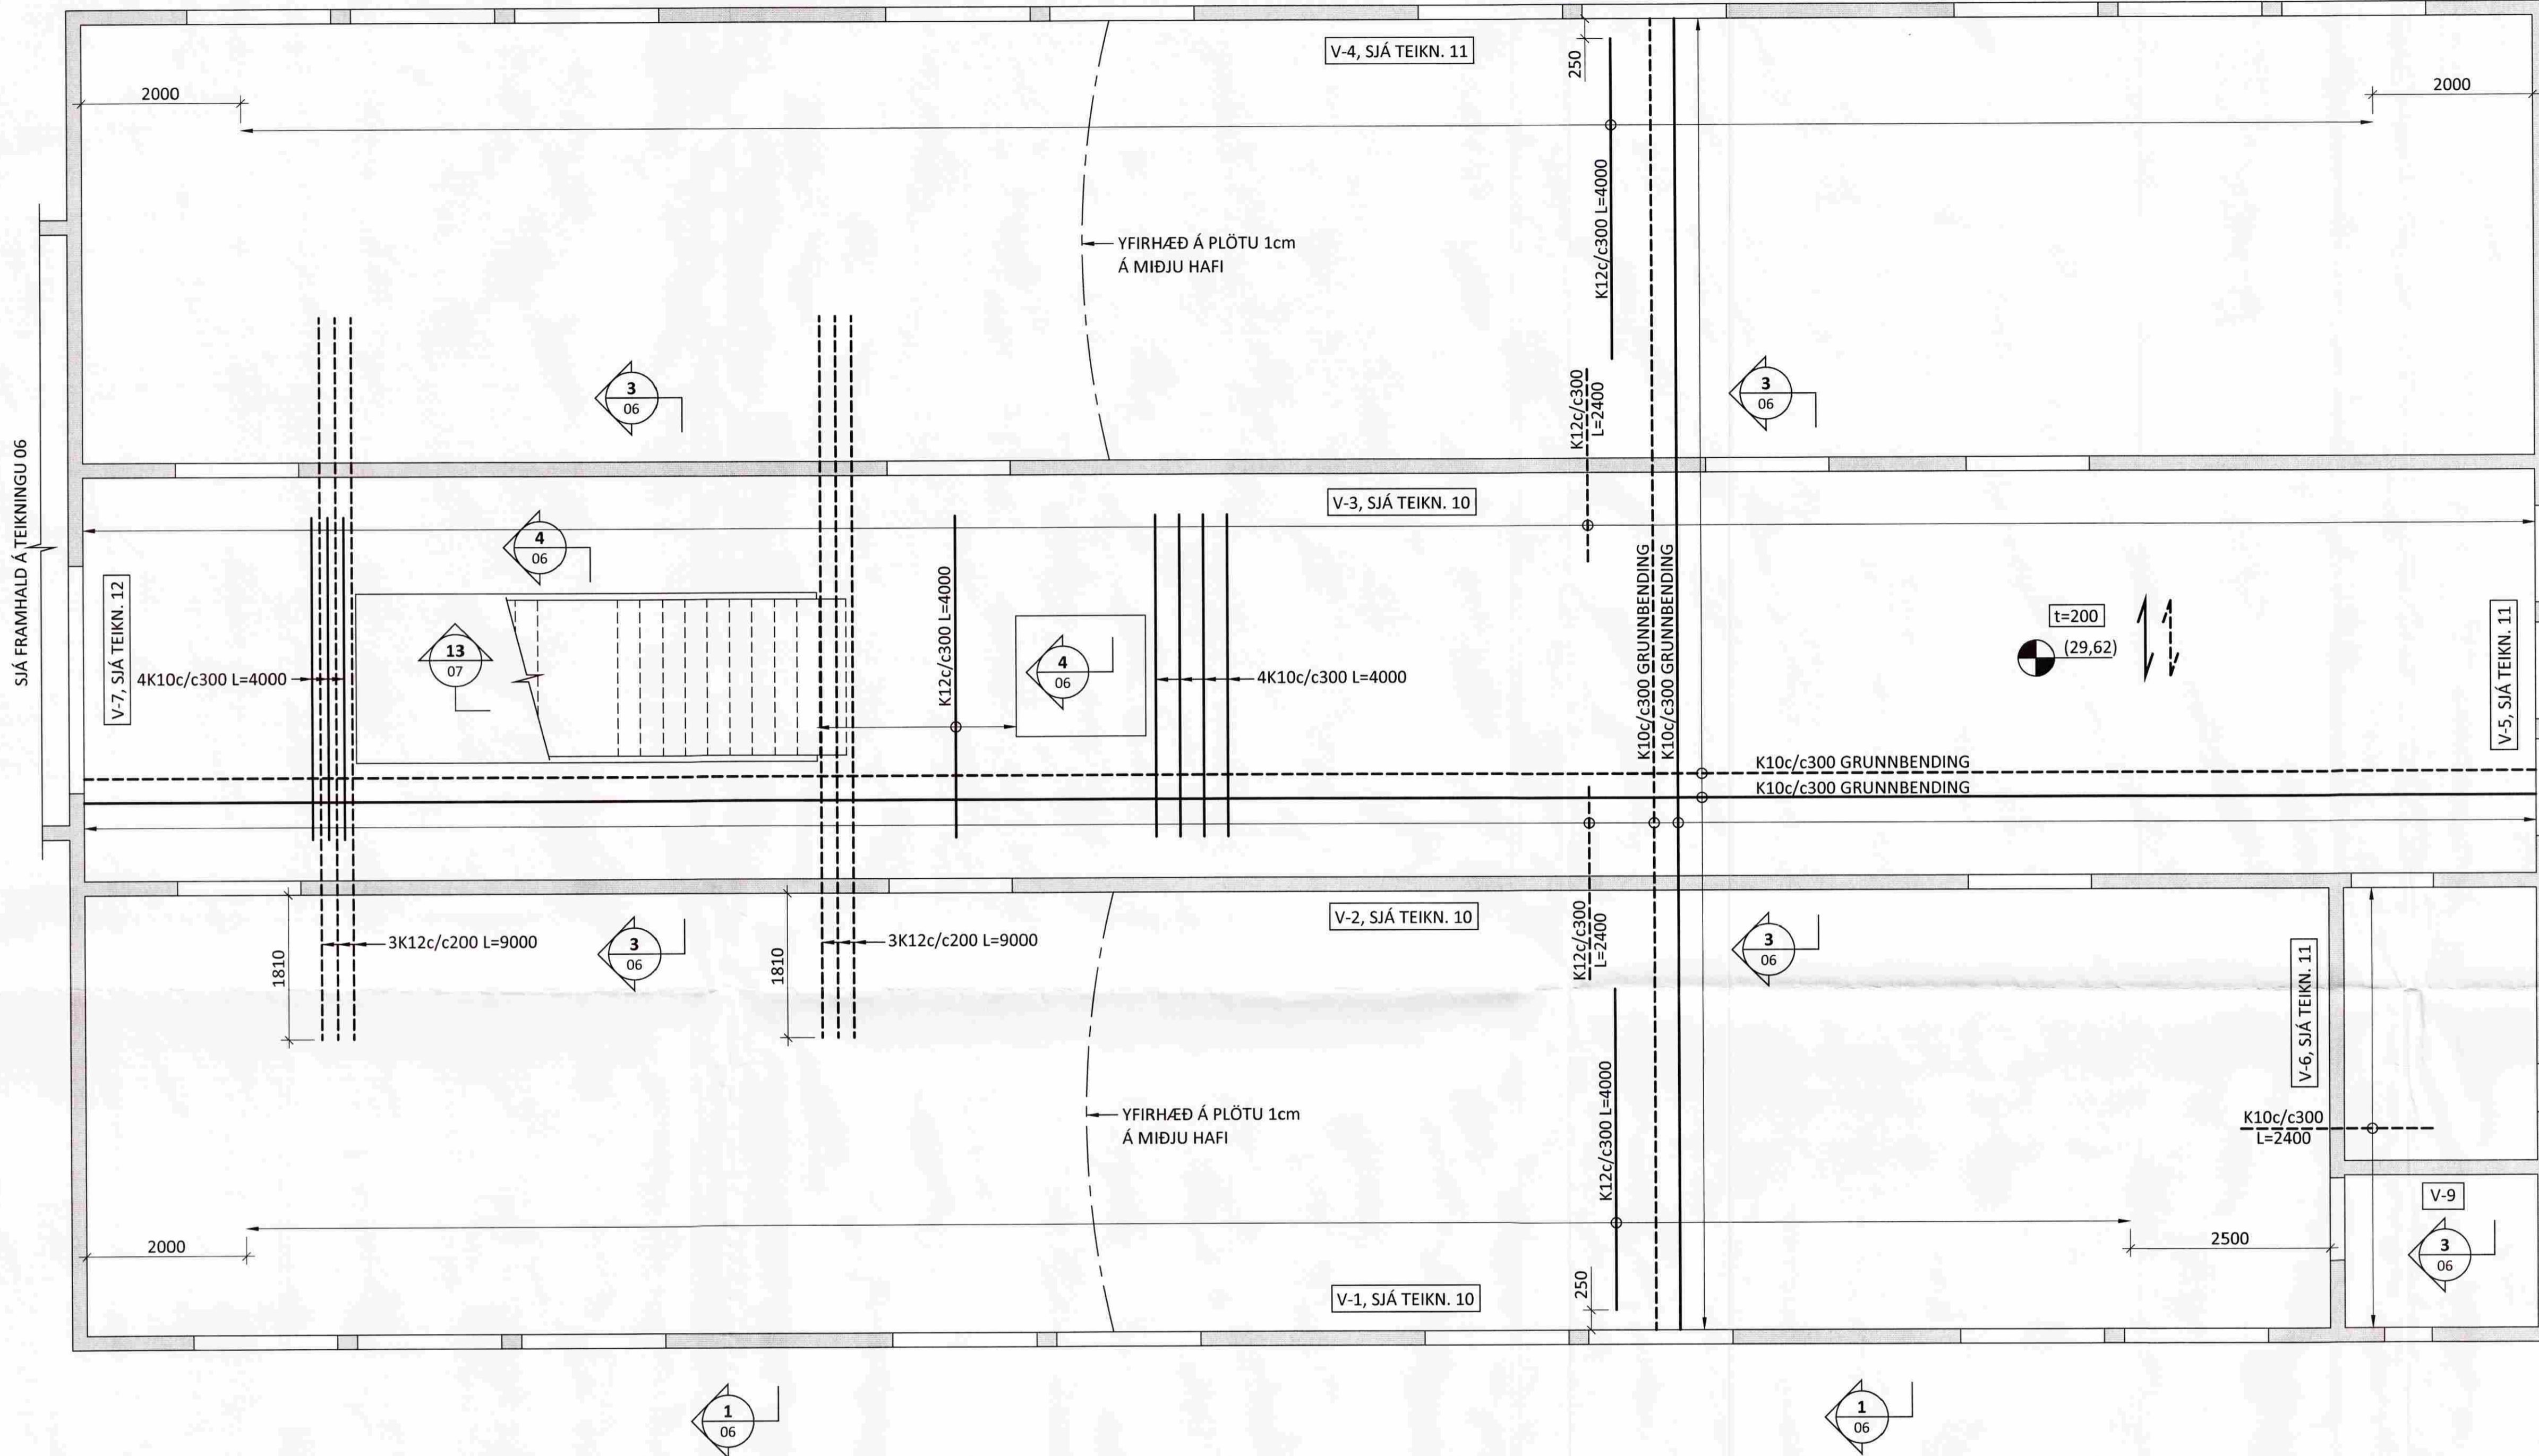 V-4, SJÁ TEIKN. 11
250
2000
2000
K12c/c300 L=4000
YFIRHÆÐ Á PLÖTU 1cm
Á MIÐJU HAFI
3
06
3
06
K12c/c300
L=2400
SJÁ FRAMHALD Á TEIKNINGU 06
V-3, SJÁ TEIKN. 10
4
06
V-7, SJÁ TEIKN. 12
4K10c/c300 L=4000
13
07
K12c/c300 L=4000
4
06
4K10c/c300 L=4000
K10c/c300 GRUNNBENDING
K10c/c300 GRUNNBENDING
t=200
(29,62)
V-5, SJÁ TEIKN. 11
K10c/c300 GRUNNBENDING
K10c/c300 GRUNNBENDING
V-2, SJÁ TEIKN. 10
1810
3K12c/c200 L=9000
3
06
1810
3K12c/c200 L=9000
K12c/c300
L=2400
3
06
V-6, SJÁ TEIKN. 11
YFIRHÆÐ Á PLÖTU 1cm
Á MIÐJU HAFI
K12c/c300 L=4000
K10c/c300
L=2400
V-9
3
06
2000
2500
250
V-1, SJÁ TEIKN. 10
1
06
1
06